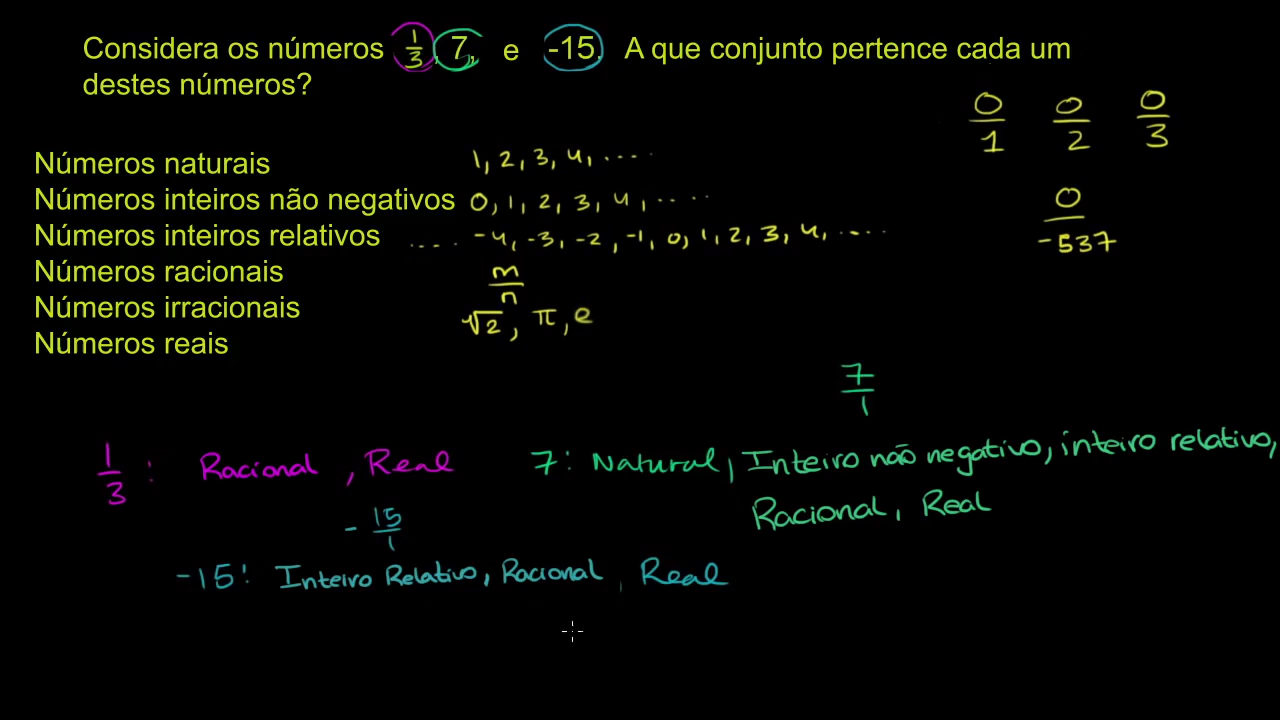 Considera os números 1/3, 7, e -15. A que conjunto pertence cada um
destes números?
0/1 0/2 0/3
Números naturais 1, 2, 3, 4, ....
Números inteiros não negativos 0, 1, 2, 3, 4, ....
0/-537
Números inteiros relativos .... -4, -3, -2, -1, 0, 1, 2, 3, 4, ....
Números racionais m/n
Números irracionais √2, π, e
Números reais
7/1
1/3: Racional, Real
7: Natural, Inteiro não negativo, inteiro relativo,
Racional, Real
-15/1
-15: Inteiro Relativo, Racional, Real